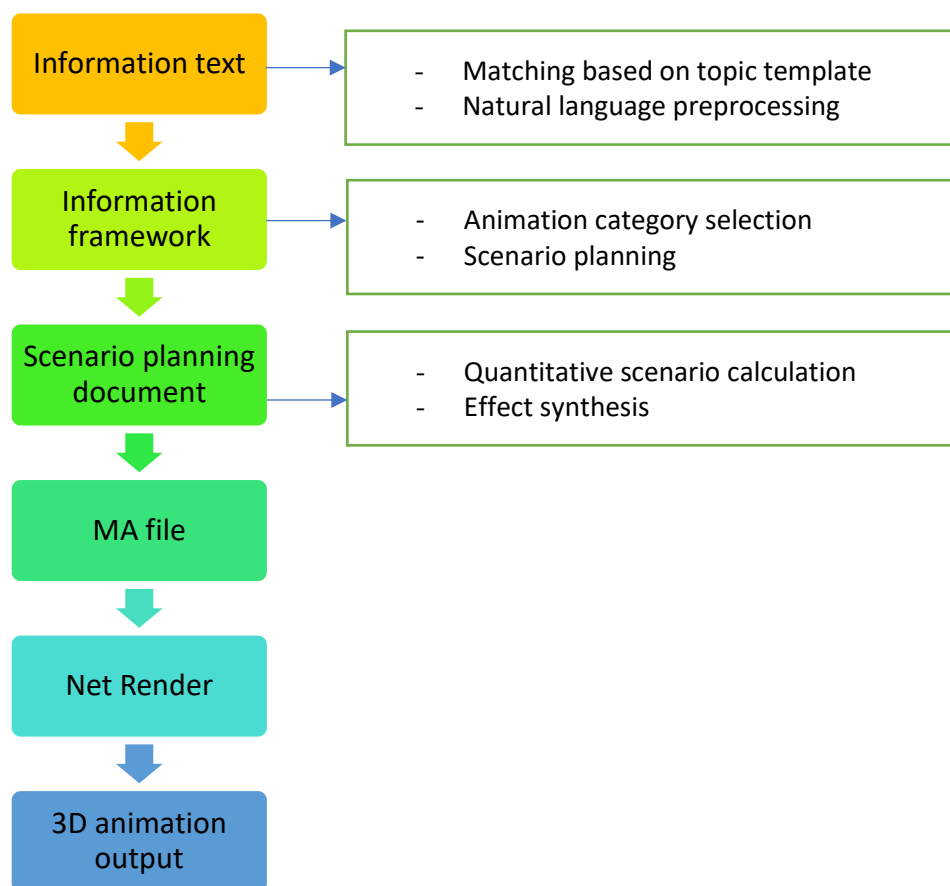 Information text
- Matching based on topic template
- Natural language preprocessing
Information
framework
- Animation category selection
- Scenario planning
Scenario planning
document
- Quantitative scenario calculation
- Effect synthesis
MA file
Net Render
3D animation
output